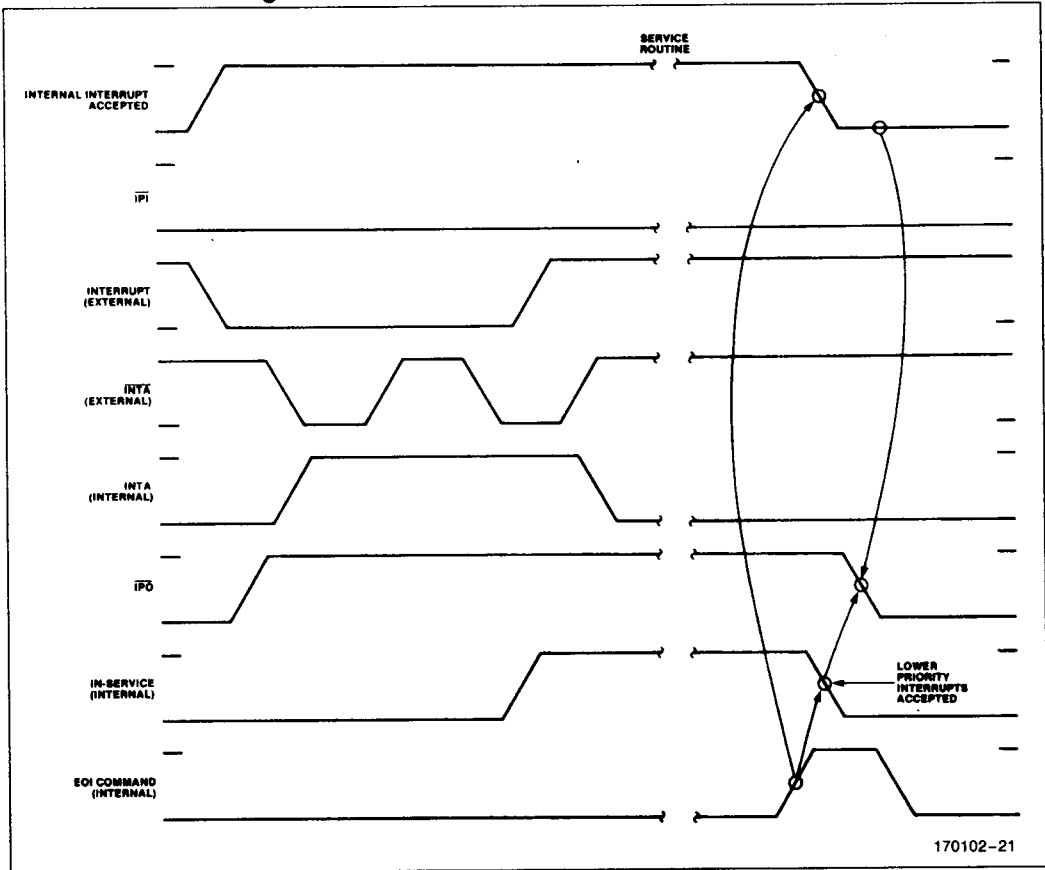 SERVICE
ROUTINE
INTERNAL INTERRUPT
ACCEPTED
IPI
INTERRUPT
(EXTERNAL)
INTA
(EXTERNAL)
INTA
(INTERNAL)
IPO
IN-SERVICE
(INTERNAL)
LOWER
PRIORITY
INTERRUPTS
ACCEPTED
EOI COMMAND
(INTERNAL)
170102-21